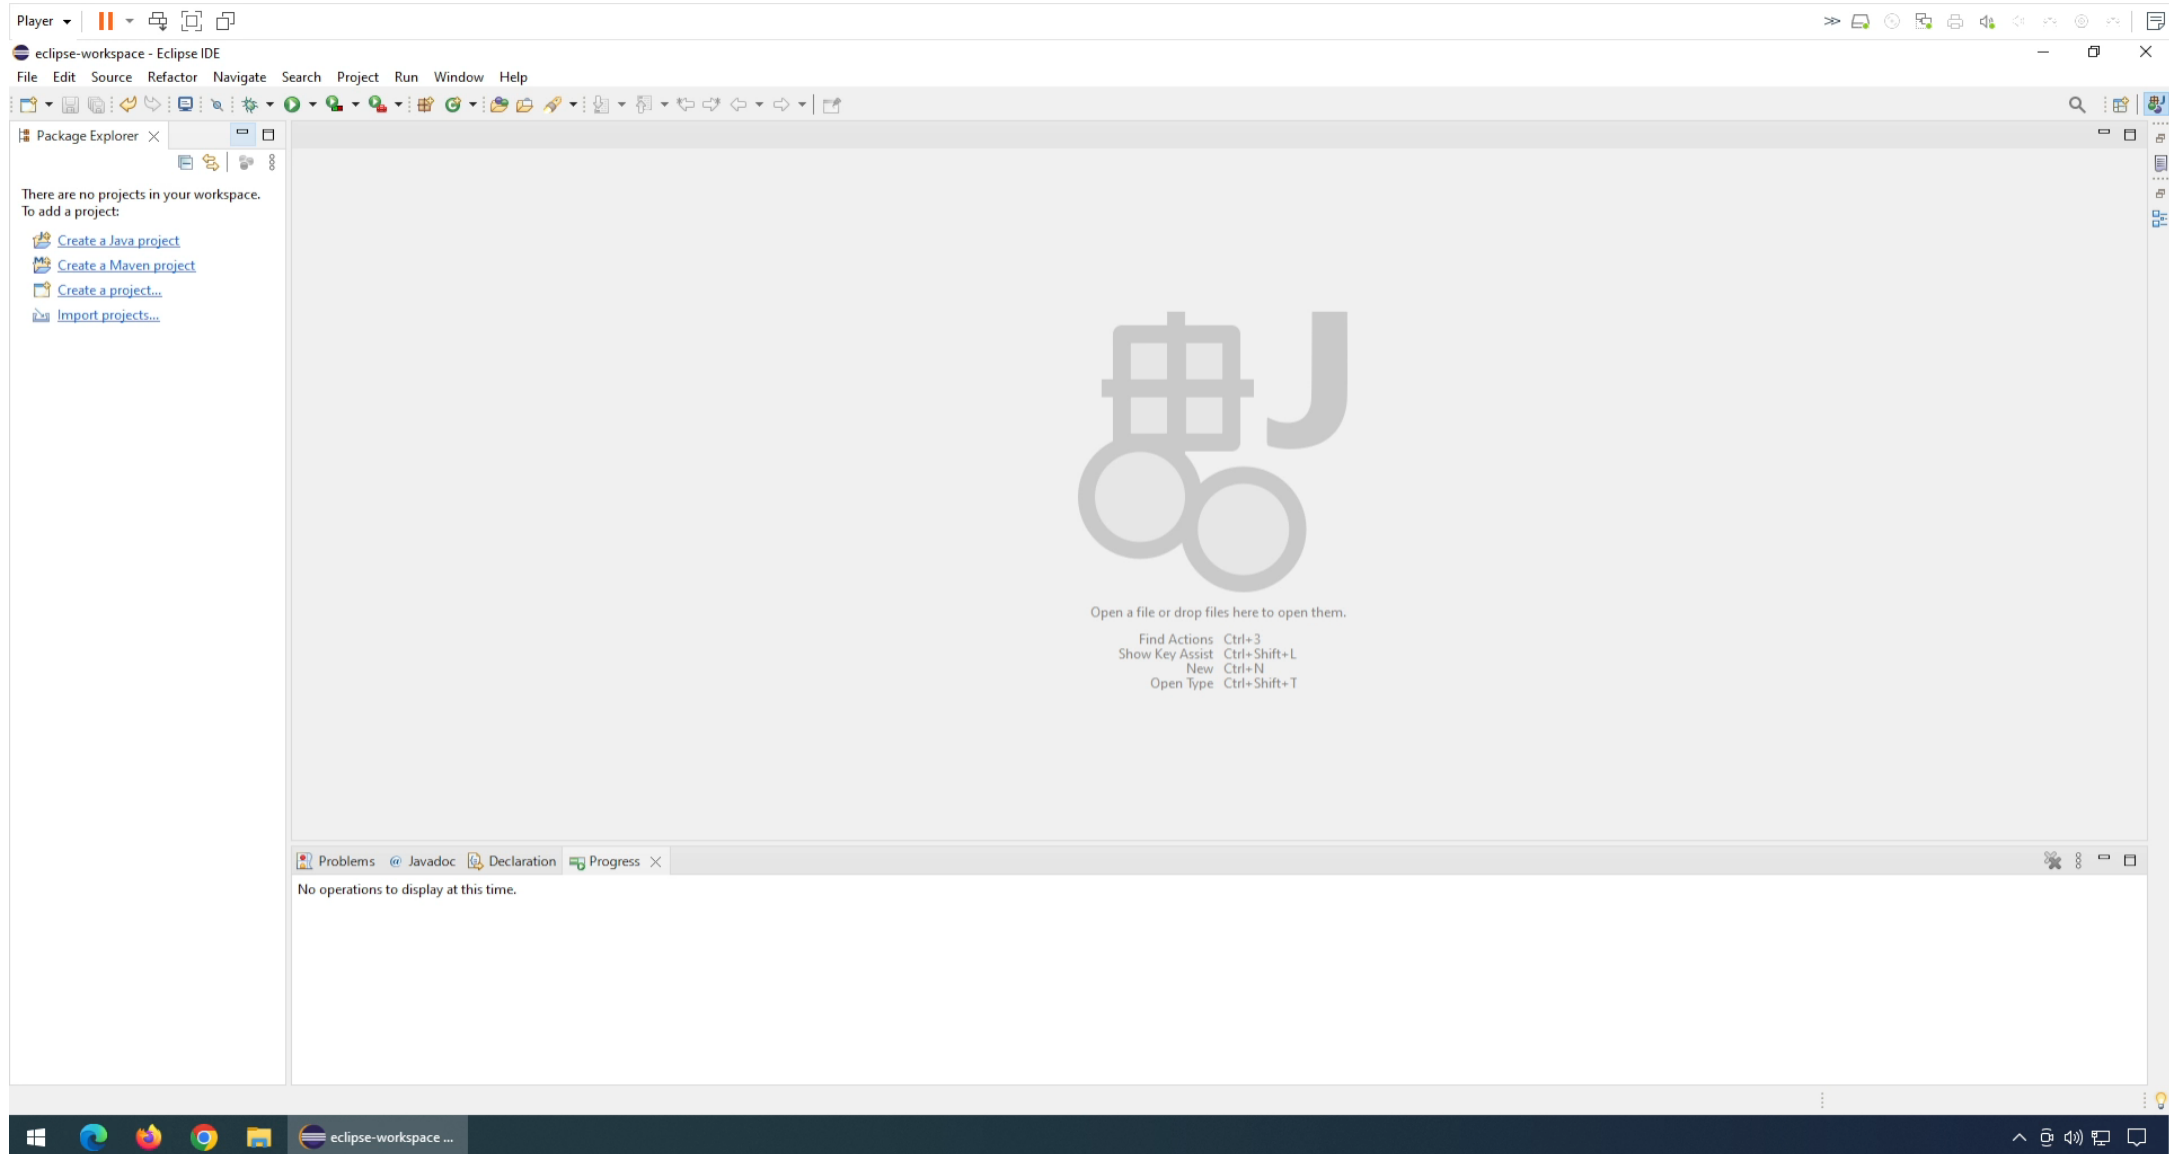 Player
eclipse-workspace - Eclipse IDE
File Edit Source Refactor Navigate Search Project Run Window Help
Package Explorer
There are no projects in your workspace.
To add a project:
Create a Java project
Create a Maven project
Create a project...
Import projects...
Open a file or drop files here to open them.
Find Actions Ctrl+3
Show Key Assist Ctrl+Shift+L
New Ctrl+N
Open Type Ctrl+Shift+T
Problems @ Javadoc Declaration Progress
No operations to display at this time.
eclipse-workspace ...